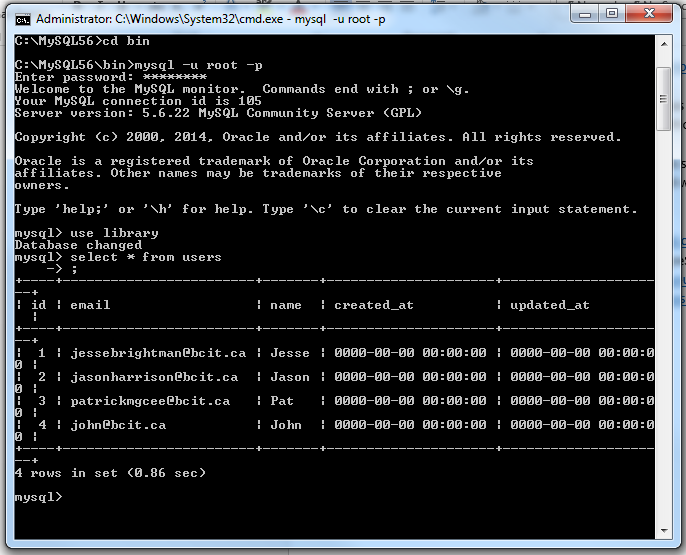 Administrator: C:\Windows\System32\cmd.exe - mysql  -u root -p
C:\MySQL56>cd bin
C:\MySQL56\bin>mysql -u root -p
Enter password: ********
Welcome to the MySQL monitor.  Commands end with ; or \g.
Your MySQL connection id is 105
Server version: 5.6.22 MySQL Community Server (GPL)
Copyright (c) 2000, 2014, Oracle and/or its affiliates. All rights reserved.
Oracle is a registered trademark of Oracle Corporation and/or its
affiliates. Other names may be trademarks of their respective
owners.
Type 'help;' or '\h' for help. Type '\c' to clear the current input statement.
mysql> use library
Database changed
mysql> select * from users
    -> ;
+----+-----------------------+-------+---------------------+-------------------
--+
| id | email                 | name  | created_at          | updated_at
  |
+----+-----------------------+-------+---------------------+-------------------
--+
|  1 | jessebrightman@bcit.ca | Jesse | 0000-00-00 00:00:00 | 0000-00-00 00:00:0
0 |
|  2 | jasonharrison@bcit.ca  | Jason | 0000-00-00 00:00:00 | 0000-00-00 00:00:0
0 |
|  3 | patrickmgcee@bcit.ca   | Pat   | 0000-00-00 00:00:00 | 0000-00-00 00:00:0
0 |
|  4 | john@bcit.ca           | John  | 0000-00-00 00:00:00 | 0000-00-00 00:00:0
0 |
+----+-----------------------+-------+---------------------+-------------------
--+
4 rows in set (0.86 sec)
mysql>